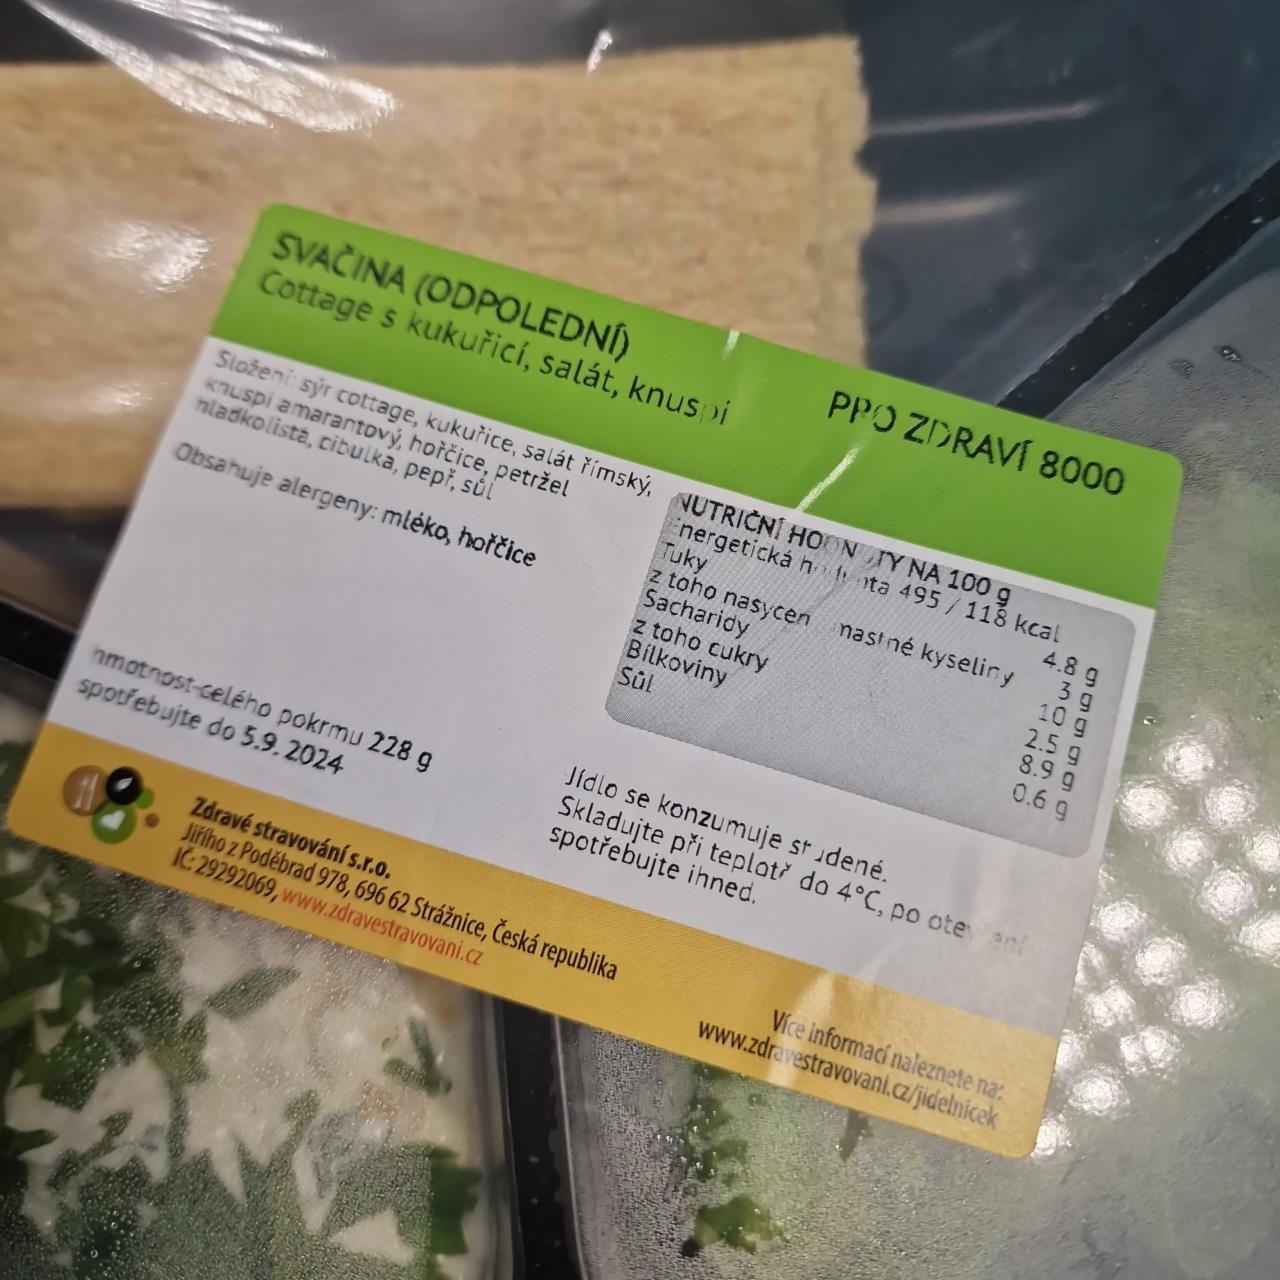 SVAČINA (ODPOLEDNÍ)
Cottage s kukuřicí, salát, knuspi
PRO ZDRAVÍ 8000
Složení: sýr cottage, kukuřice, salát římský,
knuspi amarantový, hořčice, petržel
hladkolistá, cibulka, pepř, sůl
Obsahuje alergeny: mléko, hořčice
hmotnost celého pokrmu 228 g
spotřebujte do 5.9. 2024
NUTRIČNÍ HODNOTY NA 100 g
Energetická hodnota 495 / 118 kcal
Tuky 4.8 g
z toho nasycené mastné kyseliny 3 g
Sacharidy 10 g
z toho cukry 2.5 g
Bílkoviny 8.9 g
Sůl 0.6 g
Jídlo se konzumuje studené.
Skladujte při teplotě do 4°C, po otevření
spotřebujte ihned.
Zdravé stravování s.r.o.
Jiřího z Poděbrad 978, 696 62 Strážnice, Česká republika
IČ: 29292069, www.zdravestravovani.cz
Více informací naleznete na:
www.zdravestravovani.cz/jidelnicek